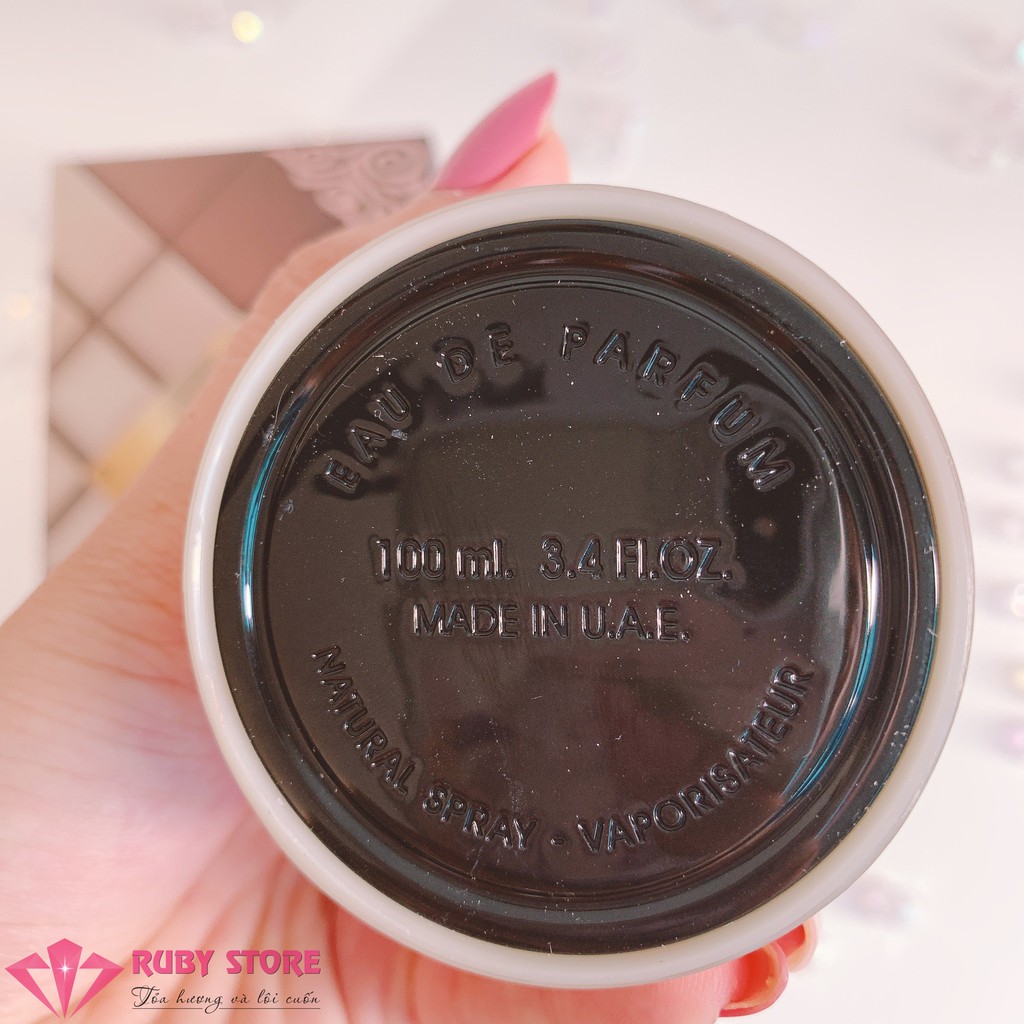 EAU DE PARFUM
100 ml. 3.4 FL.OZ.
MADE IN U.A.E.
NATURAL SPRAY - VAPORISATEUR
RUBY STORE
Tỏa hương và lôi cuốn